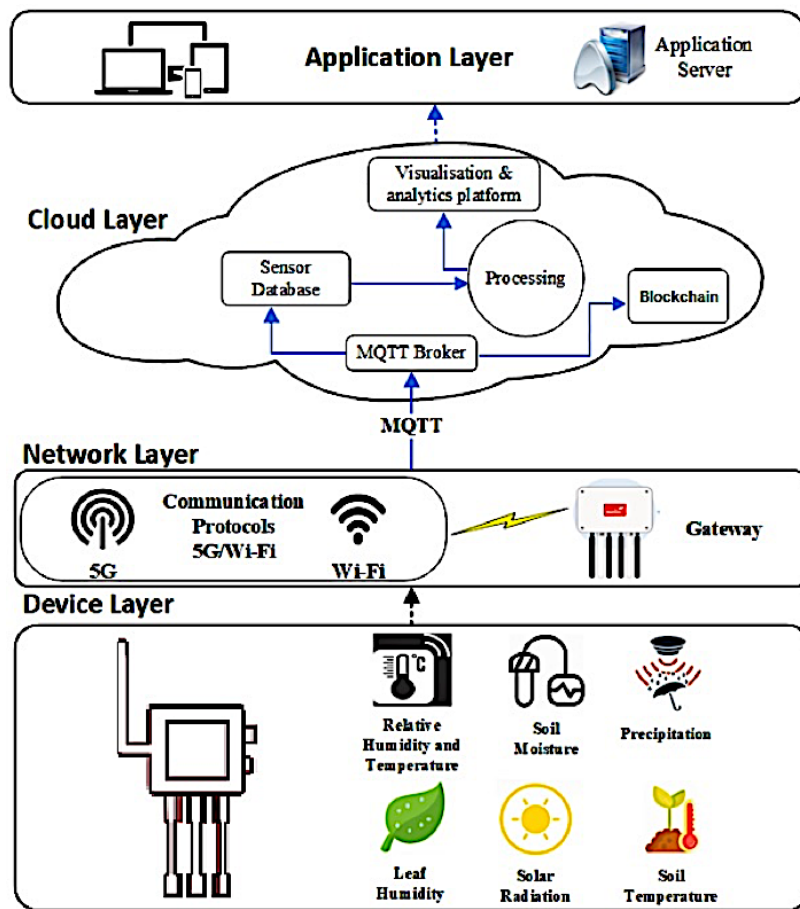 Application Layer
Application
Server
Cloud Layer
Visualisation &
analytics platform
Sensor
Database
Processing
Blockchain
MQTT Broker
MQTT
Network Layer
Communication
Protocols
5G/Wi-Fi
5G
Wi-Fi
Gateway
Device Layer
°C
Relative
Humidity and
Temperature
Soil
Moisture
Precipitation
Leaf
Humidity
Solar
Radiation
Soil
Temperature